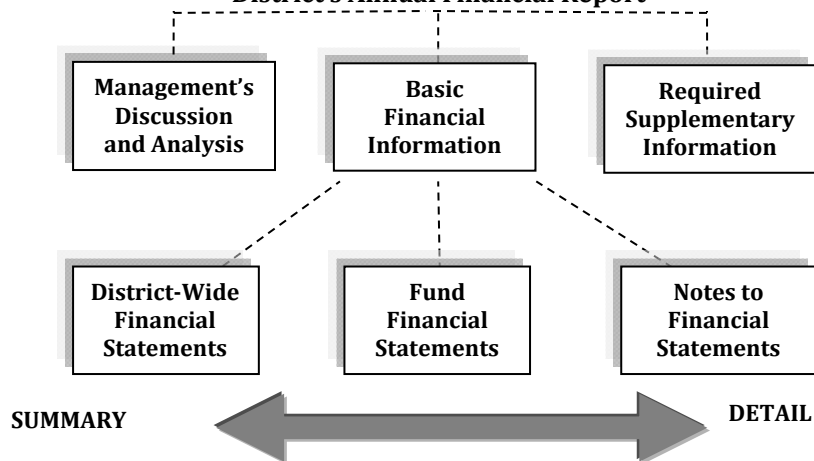 District's Annual Financial Report
Management's
Discussion
and Analysis
Basic
Financial
Information
Required
Supplementary
Information
District-Wide
Financial
Statements
Fund
Financial
Statements
Notes to
Financial
Statements
SUMMARY
DETAIL